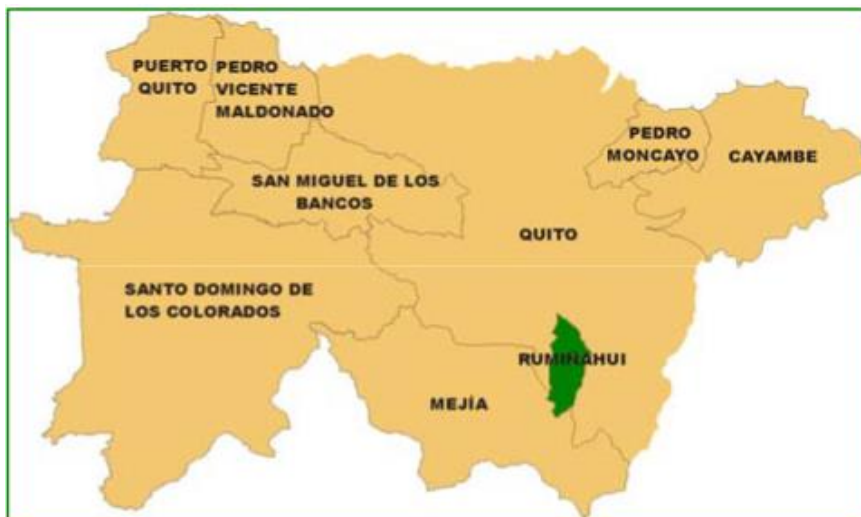 PUERTO
QUITO
PEDRO
VICENTE
MALDONADO
PEDRO
MONCAYO
CAYAMBE
SAN MIGUEL DE LOS
BANCOS
QUITO
SANTO DOMINGO DE
LOS COLORADOS
RUMIÑAHUI
MEJÍA